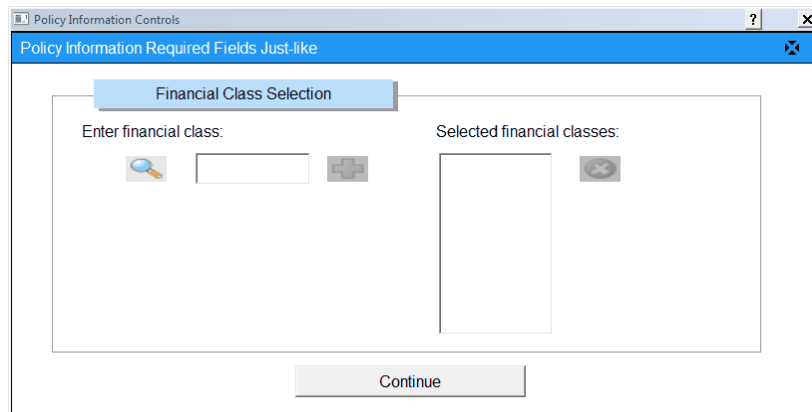 Policy Information Controls
?
Policy Information Required Fields Just-like
Financial Class Selection
Enter financial class:
Selected financial classes:
Continue